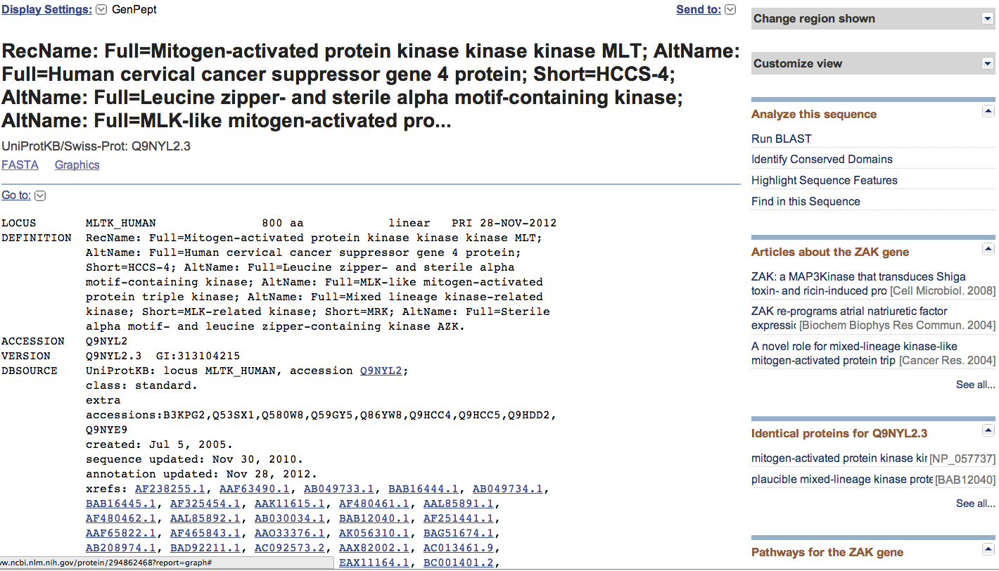 Display Settings: GenPept
Send to:
RecName: Full=Mitogen-activated protein kinase kinase kinase MLT; AltName:
Full=Human cervical cancer suppressor gene 4 protein; Short=HCCS-4;
AltName: Full=Leucine zipper- and sterile alpha motif-containing kinase;
AltName: Full=MLK-like mitogen-activated pro...
UniProtKB/Swiss-Prot: Q9NYL2.3
FASTA Graphics
Go to:
LOCUS MLTK_HUMAN 800 aa linear PRI 28-NOV-2012
DEFINITION RecName: Full=Mitogen-activated protein kinase kinase kinase MLT;
AltName: Full=Human cervical cancer suppressor gene 4 protein;
Short=HCCS-4; AltName: Full=Leucine zipper- and sterile alpha
motif-containing kinase; AltName: Full=MLK-like mitogen-activated
protein triple kinase; AltName: Full=Mixed lineage kinase-related
kinase; Short=MLK-related kinase; Short=MRK; AltName: Full=Sterile
alpha motif- and leucine zipper-containing kinase AZK.
ACCESSION Q9NYL2
VERSION Q9NYL2.3 GI:313104215
DBSOURCE UniProtKB: locus MLTK_HUMAN, accession Q9NYL2;
class: standard.
extra
accessions:B3KPG2,Q53SX1,Q580W8,Q59GY5,Q86YW8,Q9HCC4,Q9HCC5,Q9HDD2,
Q9NYE9
created: Jul 5, 2005.
sequence updated: Nov 30, 2010.
annotation updated: Nov 28, 2012.
xrefs: AF238255.1, AAF63490.1, AB049733.1, BAB16444.1, AB049734.1,
BAB16445.1, AF325454.1, AAK11615.1, AF480461.1, AAL85891.1,
AF480462.1, AAL85892.1, AB030034.1, BAB12040.1, AF251441.1,
AAF65822.1, AF465843.1, AAO33376.1, AK056310.1, BAG51674.1,
AB208974.1, BAD92211.1, AC092573.2, AAX82002.1, AC013461.9,
EAX11164.1, BC001401.2,
ww.ncbi.nlm.nih.gov/protein/294862468?report=graph#
Change region shown
Customize view
Analyze this sequence
Run BLAST
Identify Conserved Domains
Highlight Sequence Features
Find in this Sequence
Articles about the ZAK gene
ZAK: a MAP3Kinase that transduces Shiga
toxin- and ricin-induced pro [Cell Microbiol. 2008]
ZAK re-programs atrial natriuretic factor
expressic [Biochem Biophys Res Commun. 2004]
A novel role for mixed-lineage kinase-like
mitogen-activated protein trip [Cancer Res. 2004]
See all...
Identical proteins for Q9NYL2.3
mitogen-activated protein kinase kir [NP_057737]
plaucible mixed-lineage kinase prote [BAB12040]
See all...
Pathways for the ZAK gene